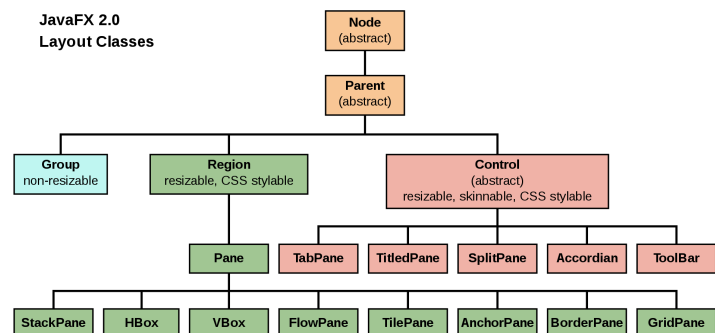 JavaFX 2.0
Layout Classes
Node
(abstract)
Parent
(abstract)
Group
non-resizable
Region
resizable, CSS stylable
Control
(abstract)
resizable, skinnable, CSS stylable
Pane
TabPane
TitledPane
SplitPane
Accordian
ToolBar
StackPane
HBox
VBox
FlowPane
TilePane
AnchorPane
BorderPane
GridPane